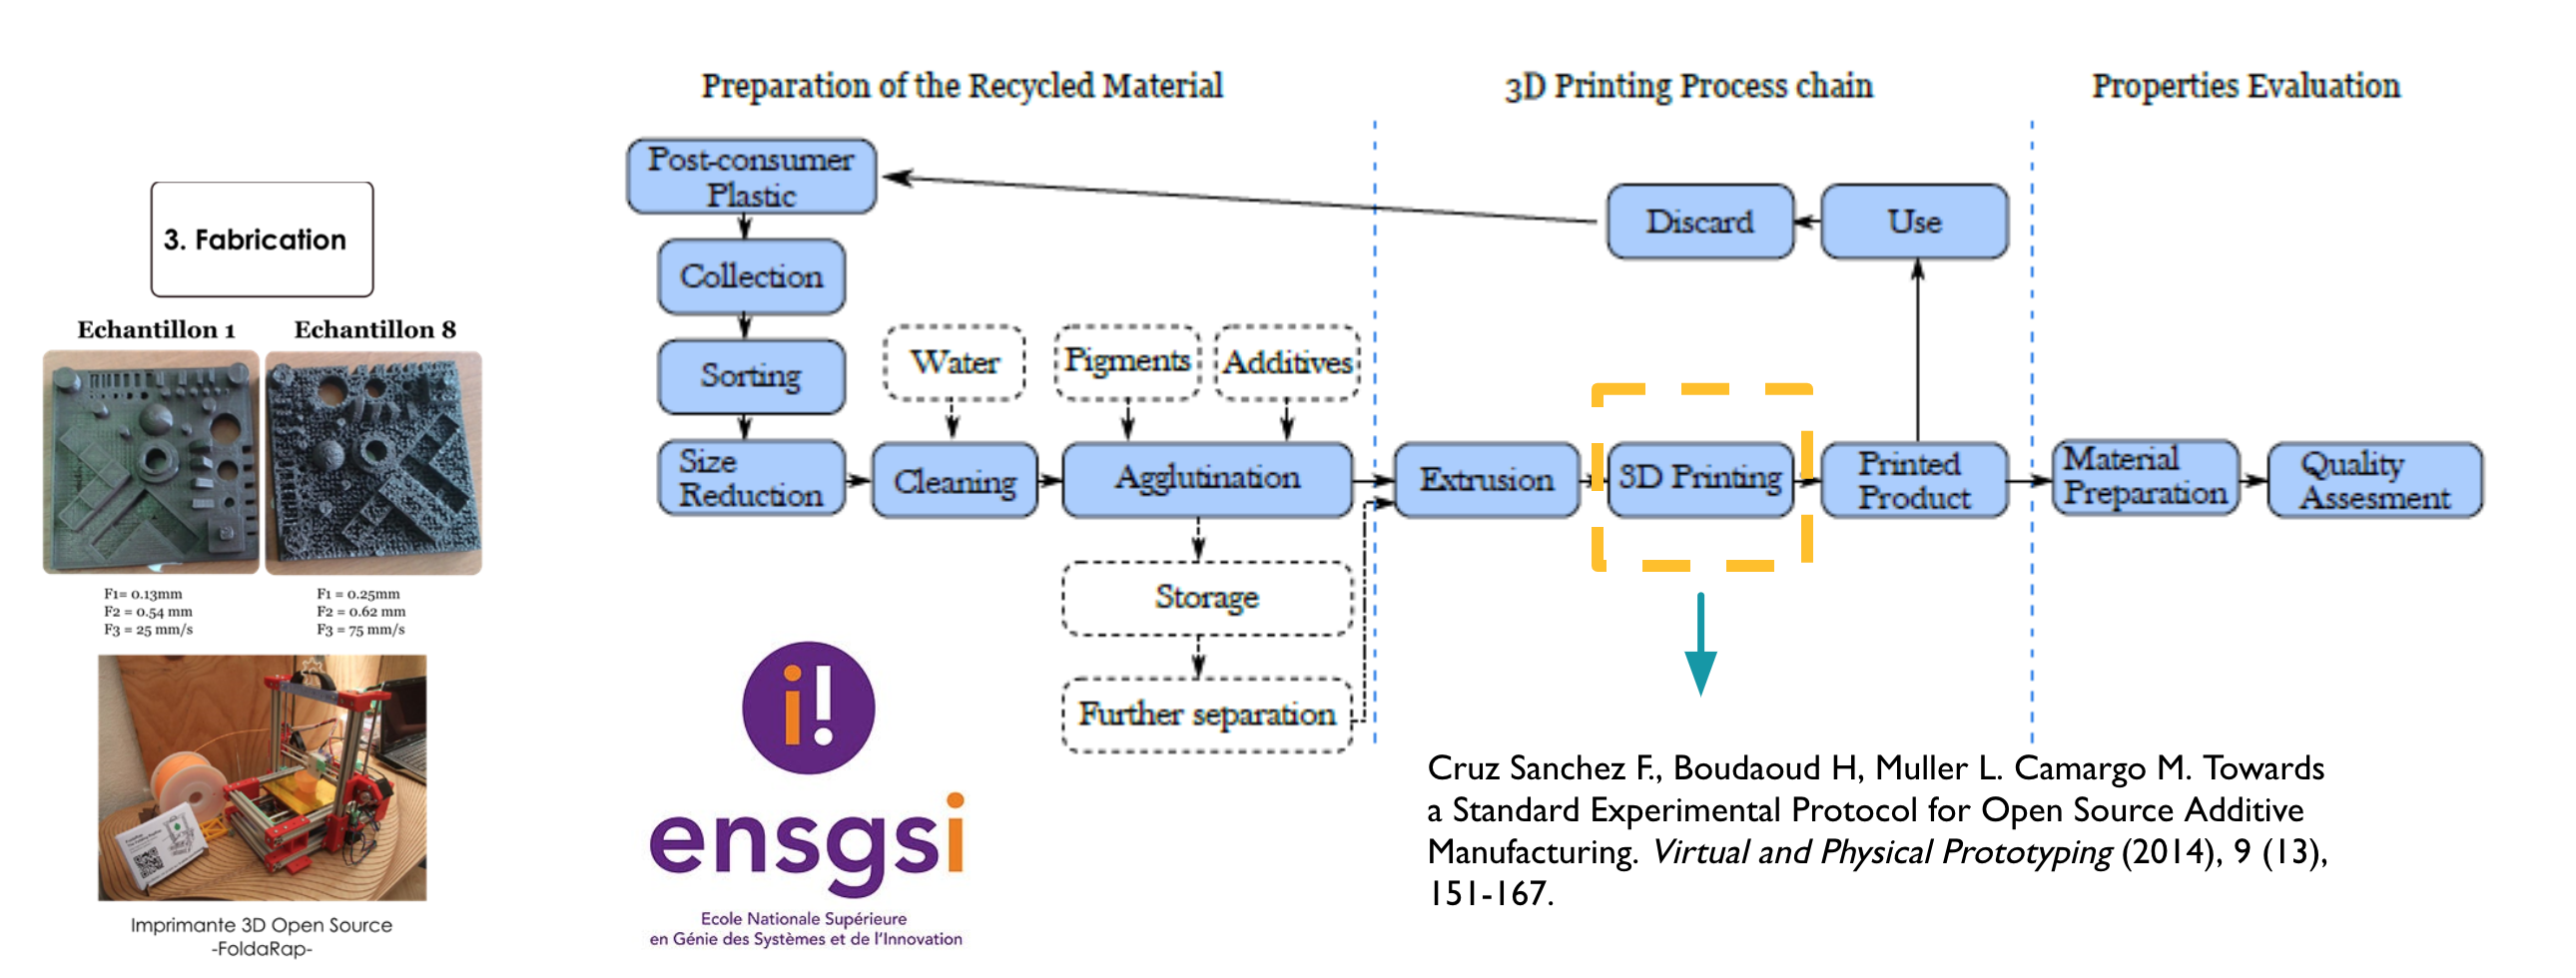 Preparation of the Recycled Material
3D Printing Process chain
Properties Evaluation
Post-consumer
Plastic
Discard
Use
3. Fabrication
Collection
Echantillon 1
Echantillon 8
Sorting
Water
Pigments
Additives
Size
Reduction
Cleaning
Agglutination
Extrusion
3D Printing
Printed
Product
Material
Preparation
Quality
Assesment
F1= 0.13mm
F2 = 0.54 mm
F3 = 25 mm/s
F1 = 0.25mm
F2 = 0.62 mm
F3 = 75 mm/s
Storage
Further separation
i!
ensgsi
Ecole Nationale Supérieure
en Génie des Systèmes et de l'Innovation
Cruz Sanchez F., Boudaoud H, Muller L. Camargo M. Towards
a Standard Experimental Protocol for Open Source Additive
Manufacturing. Virtual and Physical Prototyping (2014), 9 (13),
151-167.
Imprimante 3D Open Source
-FoldaRap-